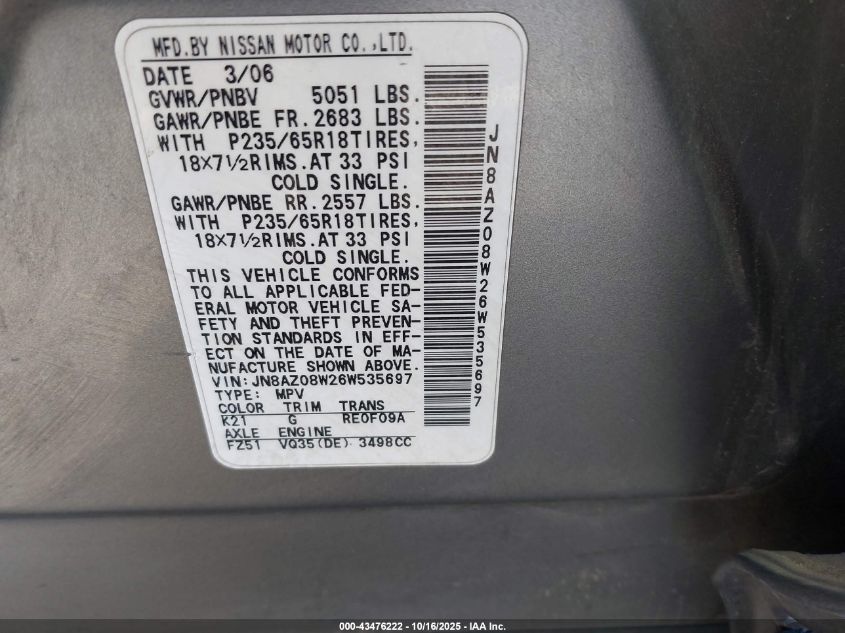 MFD.BY NISSAN MOTOR CO.,LTD.
DATE 3/06
GVWR/PNBV 5051 LBS.
GAWR/PNBE FR.2683 LBS.
WITH P235/65R18TIRES,
18X7½RIMS.AT 33 PSI
COLD SINGLE.
GAWR/PNBE RR.2557 LBS.
WITH P235/65R18TIRES,
18X7½RIMS.AT 33 PSI
COLD SINGLE.
THIS VEHICLE CONFORMS
TO ALL APPLICABLE FED-
ERAL MOTOR VEHICLE SA-
FETY AND THEFT PREVEN-
TION STANDARDS IN EFF-
ECT ON THE DATE OF MA-
NUFACTURE SHOWN ABOVE.
VIN:JN8AZ08W26W535697
TYPE: MPV
COLOR TRIM TRANS
K21 G RE0F09A
AXLE ENGINE
FZ51 VQ35(DE) 3498CC
JN8AZ08W26W535697
000-43476222 - 10/16/2025 - IAA Inc.